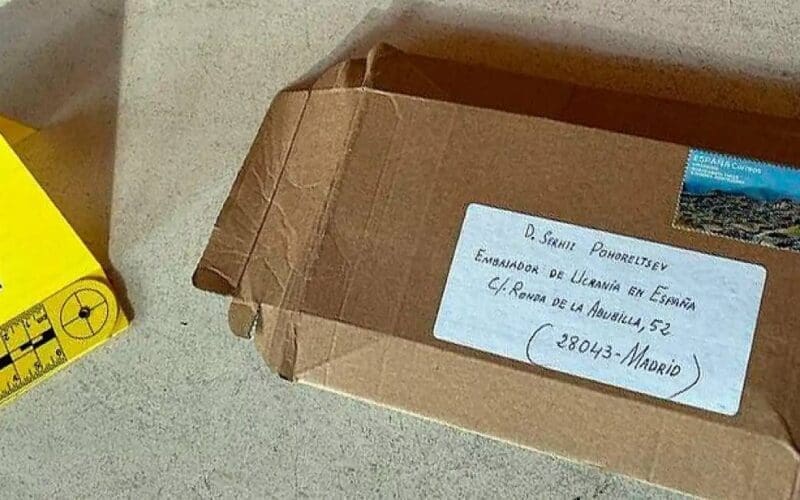 ESPAÑA Correos
D. SERHII POHORELTSEV
EMBAJADOR DE UCRANIA EN ESPAÑA
C/. RONDA DE LA ABUBILLA, 52
(28043-MADRID)